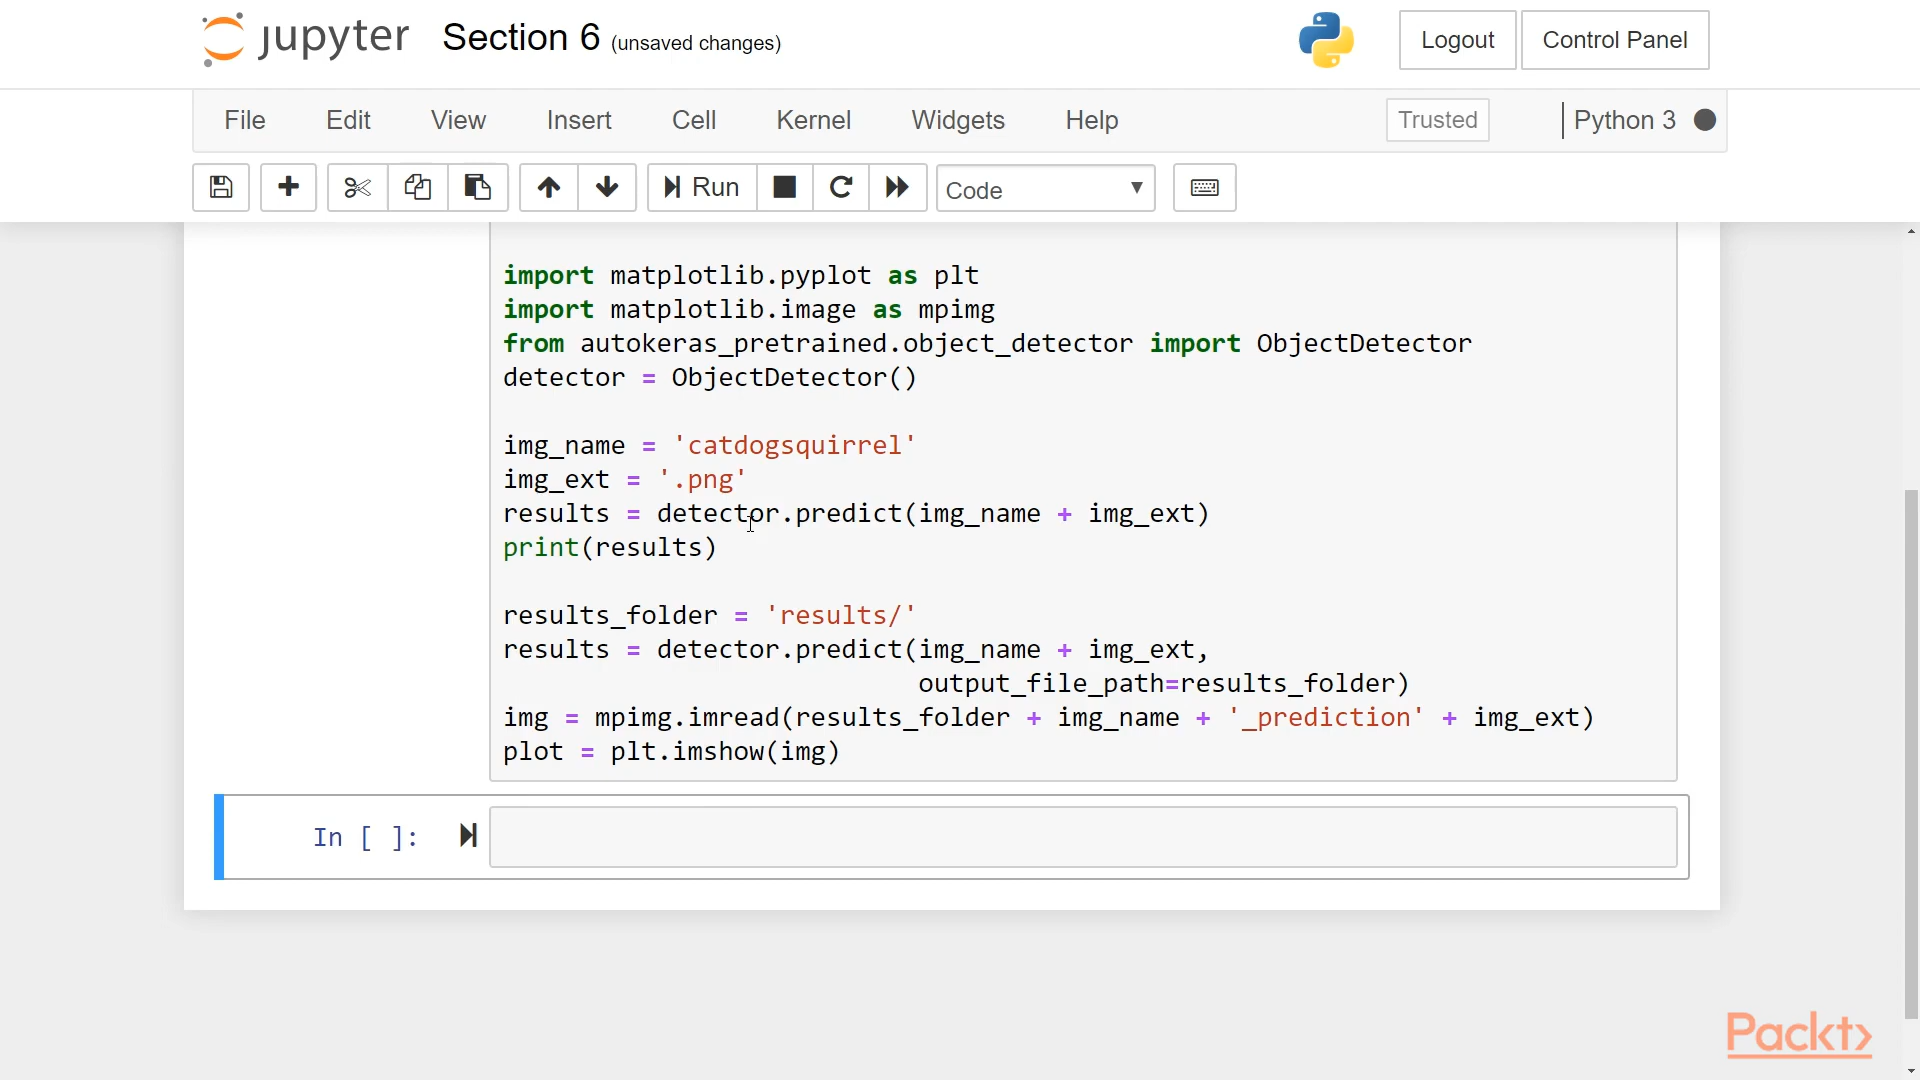 jupyter Section 6 (unsaved changes) Logout Control Panel
File Edit View Insert Cell Kernel Widgets Help Trusted Python 3
Run Code
import matplotlib.pyplot as plt
import matplotlib.image as mpimg
from autokeras_pretrained.object_detector import ObjectDetector
detector = ObjectDetector()
img_name = 'catdogsquirrel'
img_ext = '.png'
results = detector.predict(img_name + img_ext)
print(results)
results_folder = 'results/'
results = detector.predict(img_name + img_ext,
output_file_path=results_folder)
img = mpimg.imread(results_folder + img_name + '_prediction' + img_ext)
plot = plt.imshow(img)
In [ ]:
Packt>